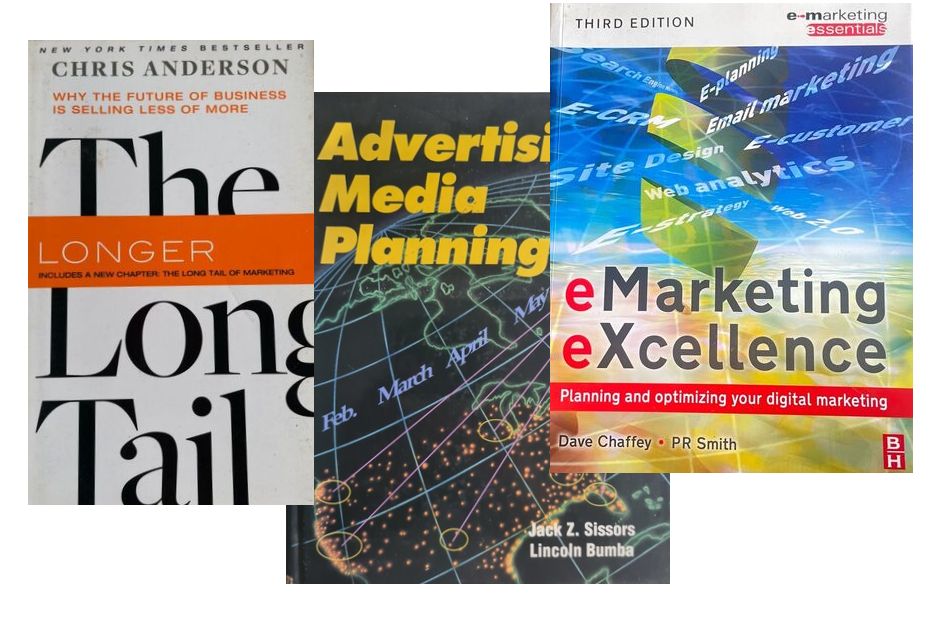 NEW YORK TIMES BESTSELLER
CHRIS ANDERSON
WHY THE FUTURE OF BUSINESS
IS SELLING LESS OF MORE
The
LONGER
INCLUDES A NEW CHAPTER: THE LONG TAIL OF MARKETING
Long
Tail
Advertisi
Media
Planning
Feb. March April May
Jack Z. Sissors
Lincoln Bumba
THIRD EDITION
e-marketing
essentials
Search Engine
E-planning
E-CRM
Email marketing
Site Design
E-customer
Web analytics
E-strategy
Web 2.0
eMarketing
eXcellence
Planning and optimizing your digital marketing
Dave Chaffey • PR Smith
B
H